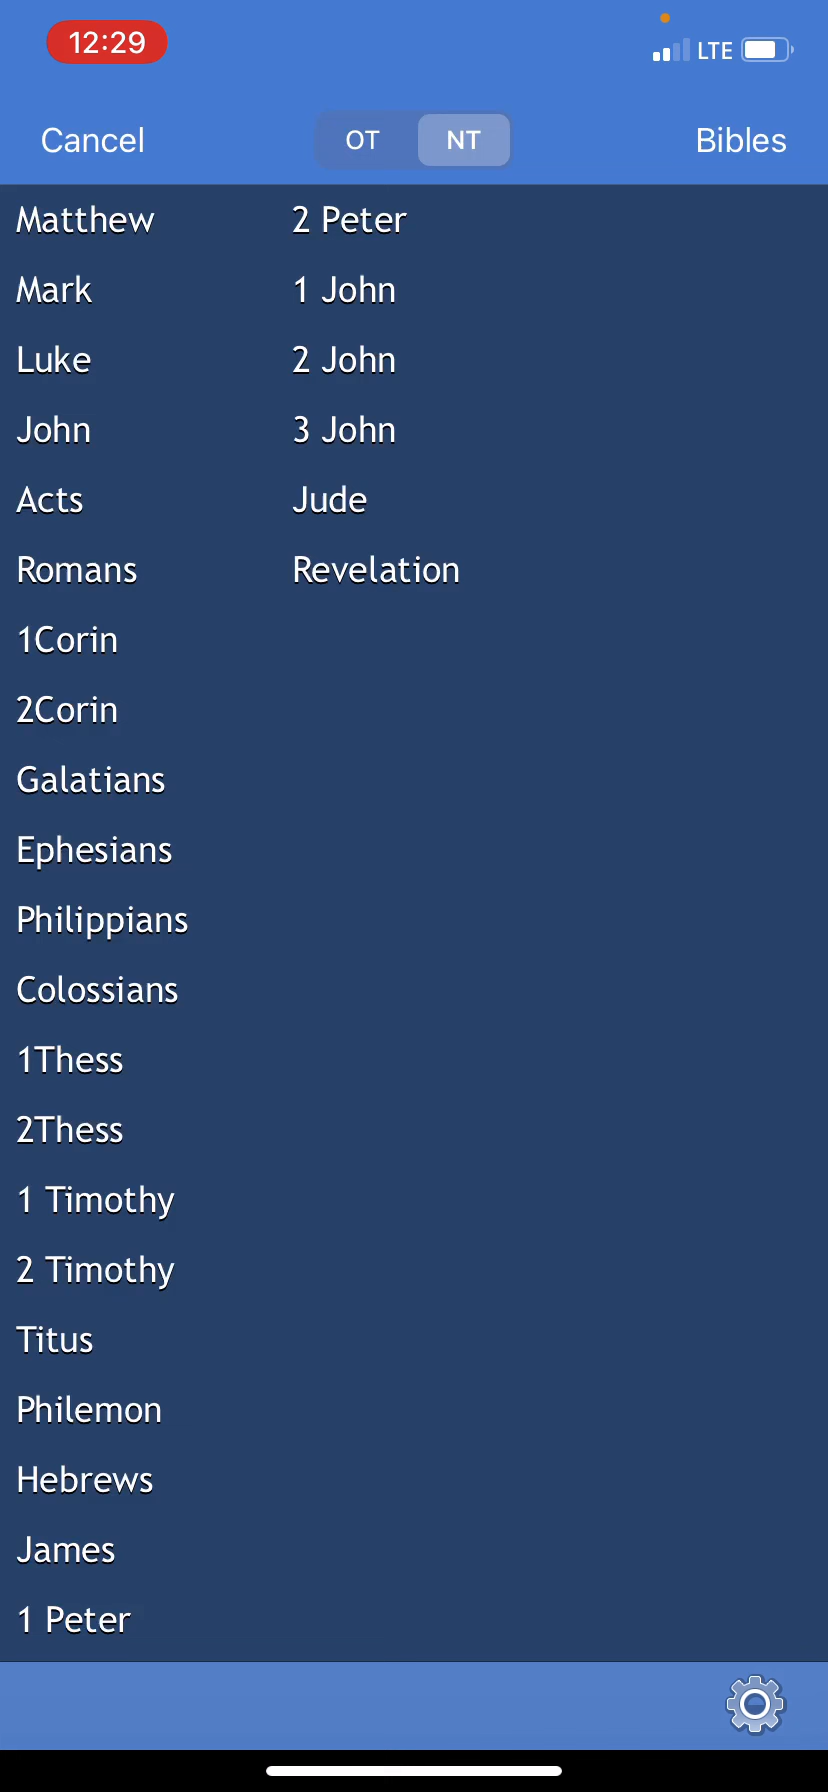 12:29
LTE
Cancel
OT
NT
Bibles
Matthew
Mark
Luke
John
Acts
Romans
1Corin
2Corin
Galatians
Ephesians
Philippians
Colossians
1Thess
2Thess
1 Timothy
2 Timothy
Titus
Philemon
Hebrews
James
1 Peter
2 Peter
1 John
2 John
3 John
Jude
Revelation